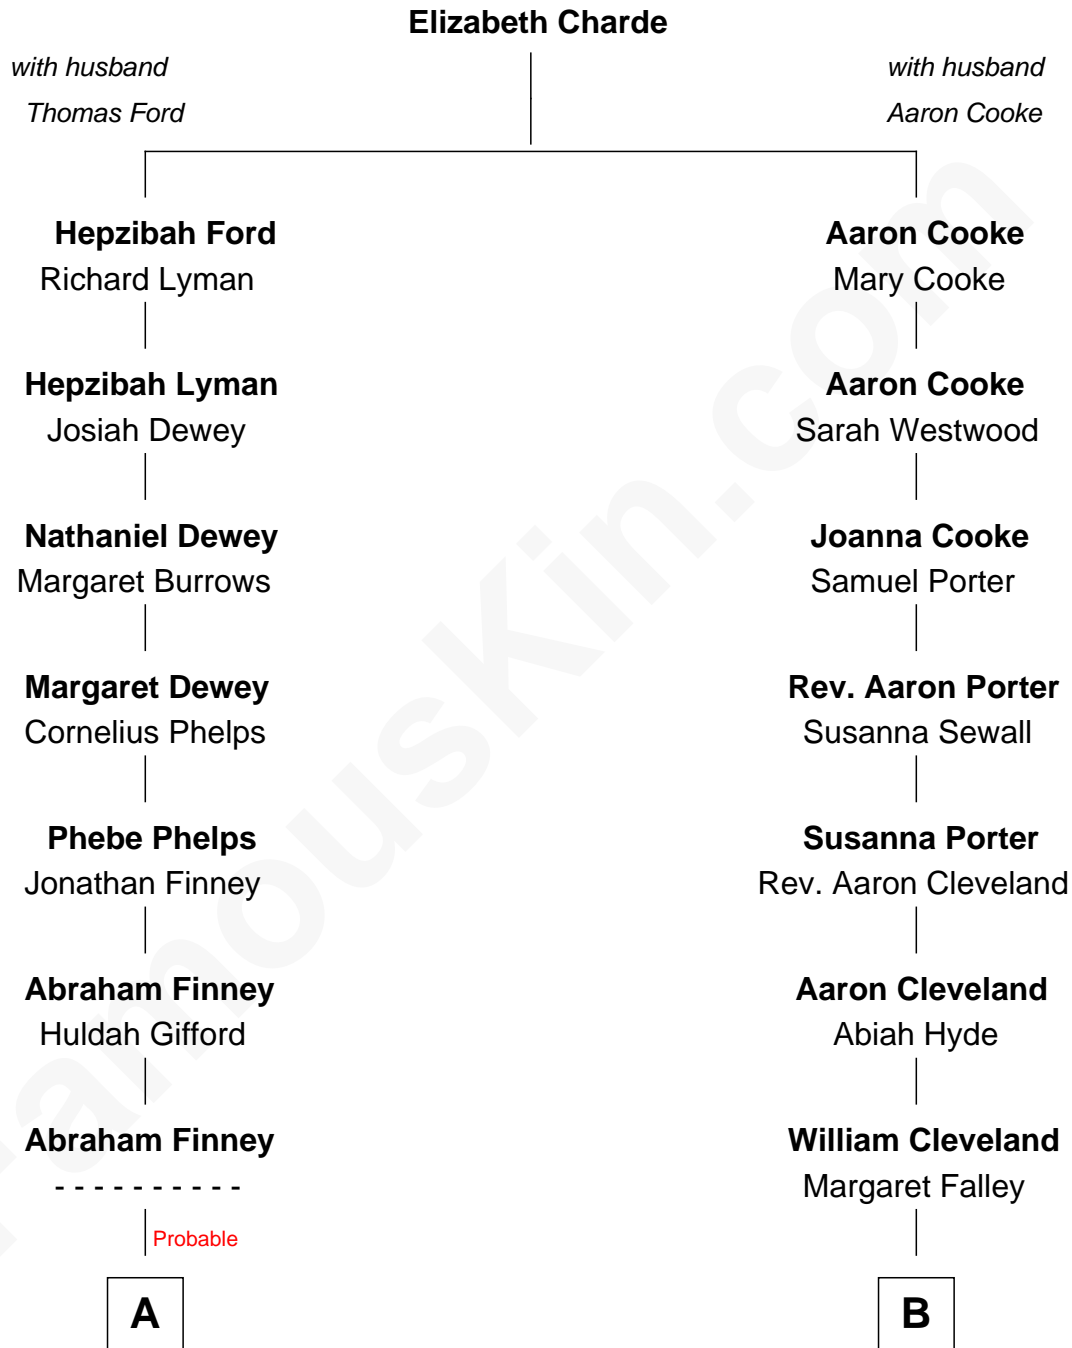 Elizabeth Charde
with husband
Thomas Ford
with husband
Aaron Cooke
Hepzibah Ford
Richard Lyman
Aaron Cooke
Mary Cooke
Hepzibah Lyman
Josiah Dewey
Aaron Cooke
Sarah Westwood
Nathaniel Dewey
Margaret Burrows
Joanna Cooke
Samuel Porter
Margaret Dewey
Cornelius Phelps
Rev. Aaron Porter
Susanna Sewall
Phebe Phelps
Jonathan Finney
Susanna Porter
Rev. Aaron Cleveland
Abraham Finney
Huldah Gifford
Aaron Cleveland
Abiah Hyde
Abraham Finney
- - - - - - - - - -
Probable
William Cleveland
Margaret Falley
A
B
FamousKin.com